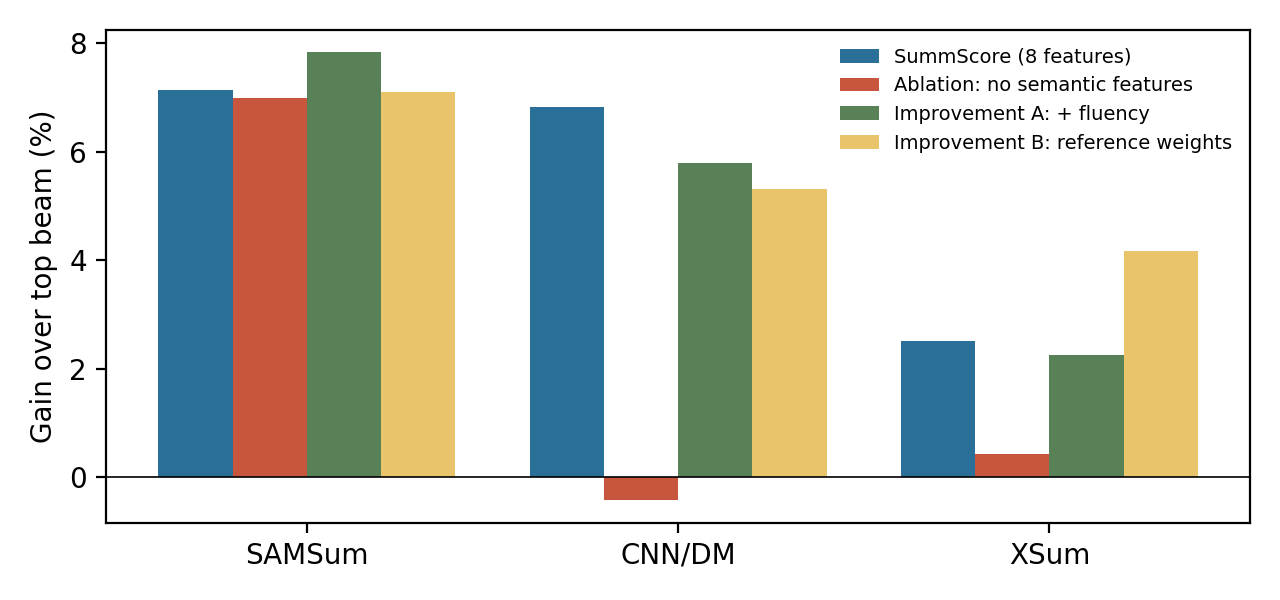 Gain over top beam (%)
8
6
4
2
0
SummScore (8 features)
Ablation: no semantic features
Improvement A: + fluency
Improvement B: reference weights
SAMSum
CNN/DM
XSum